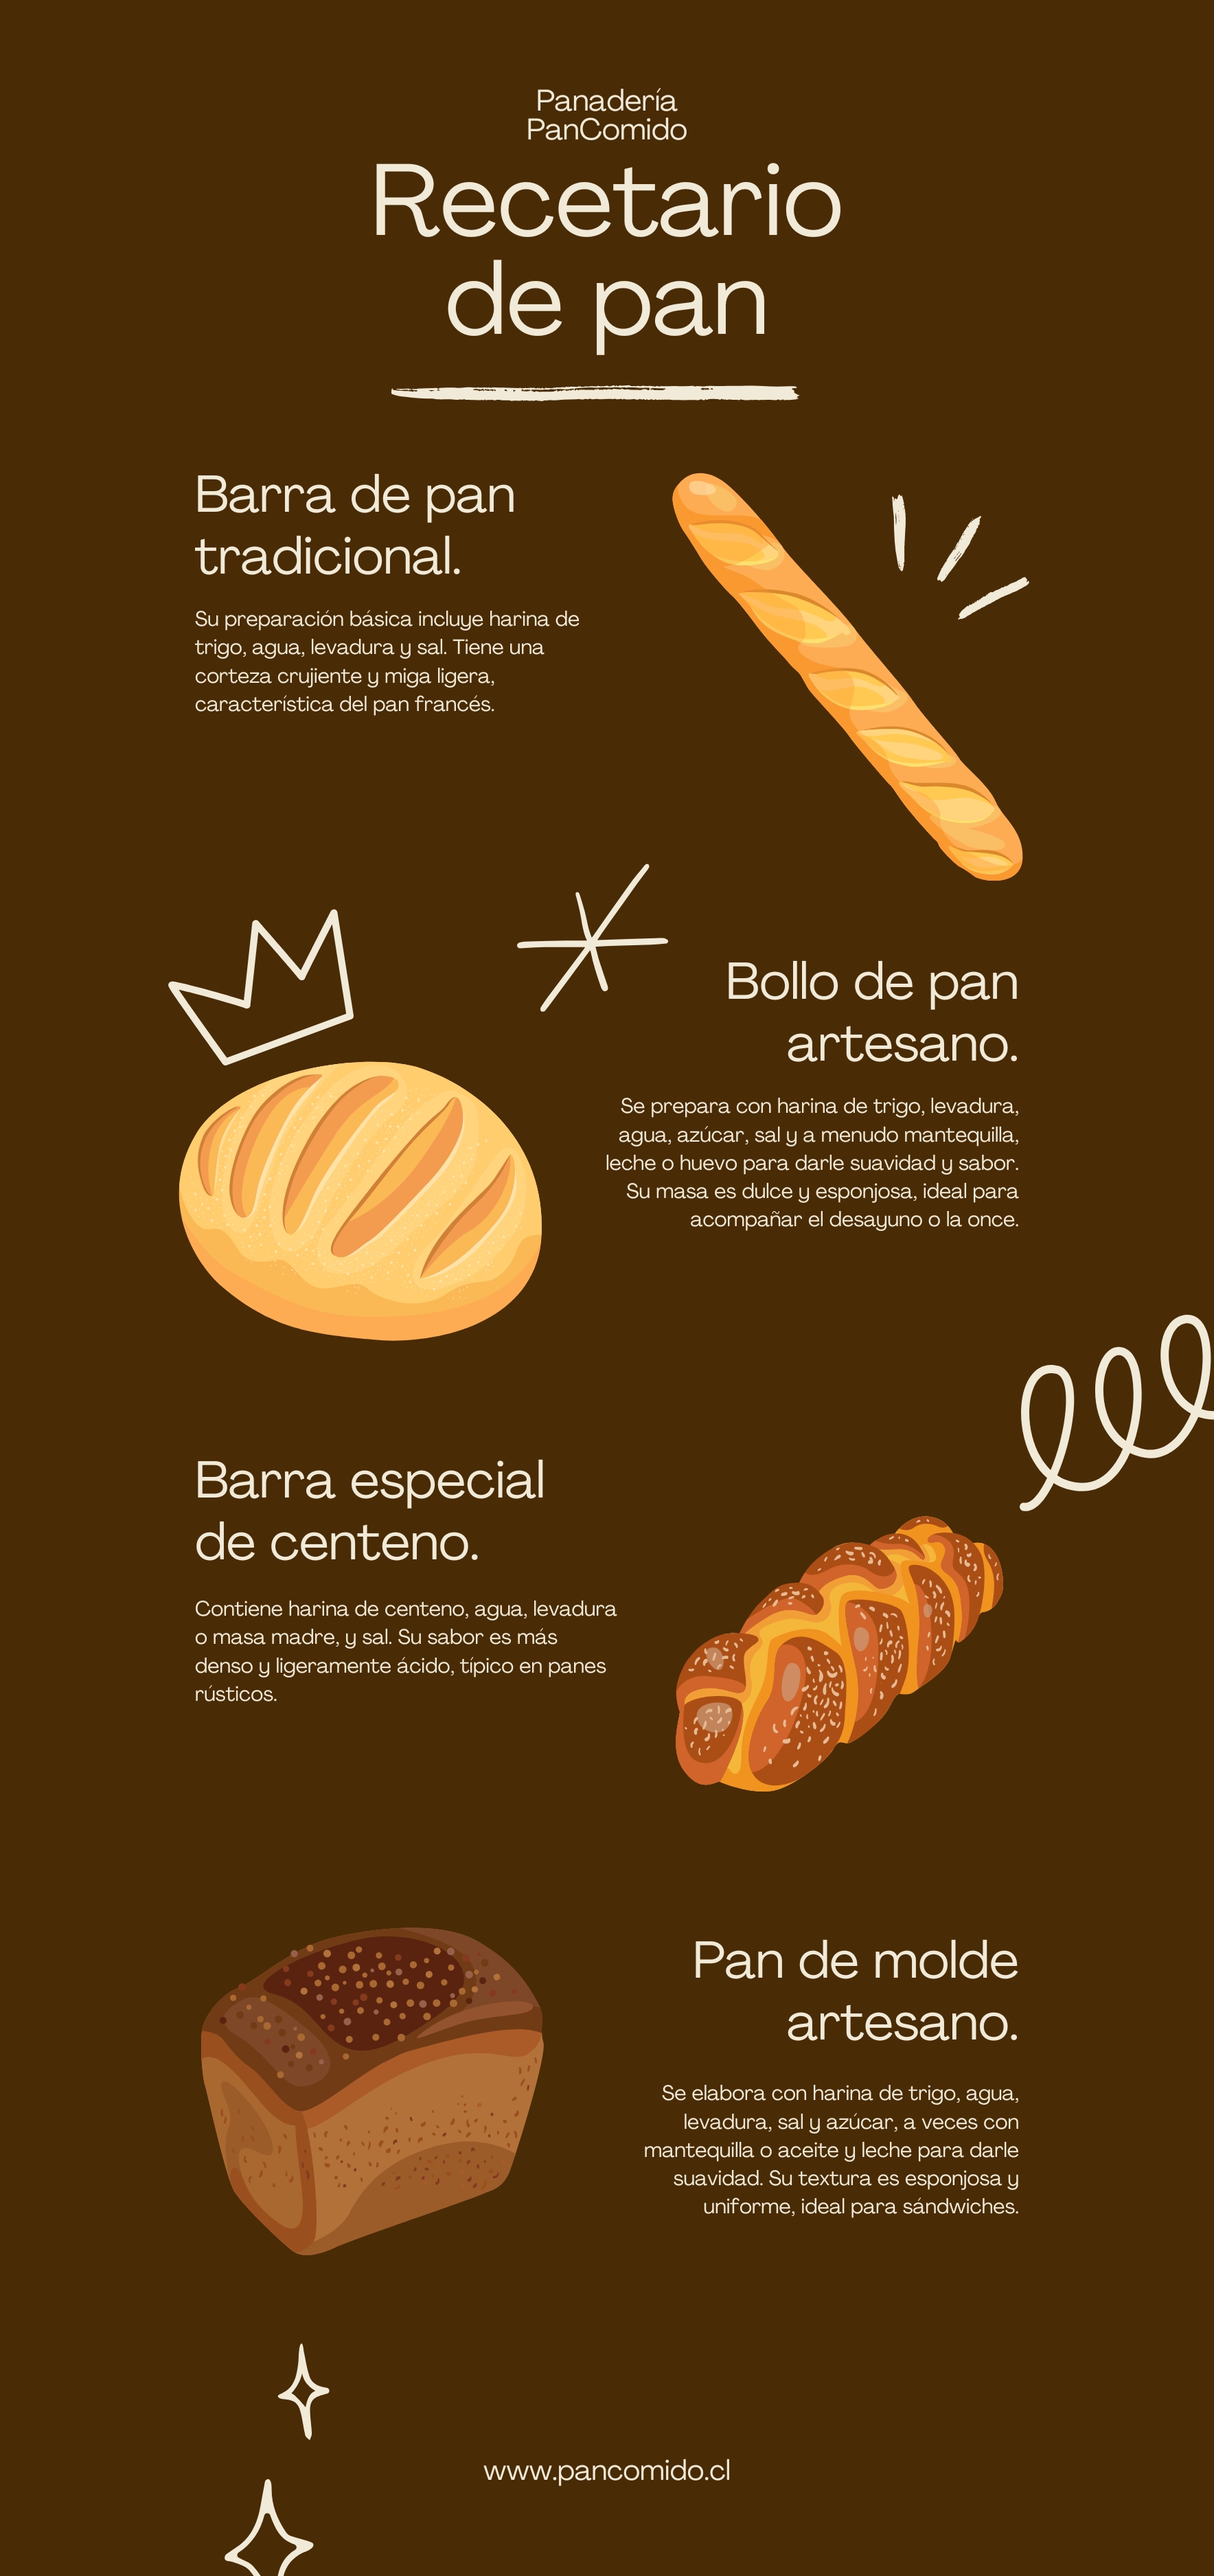 Panadería
PanComido
Recetario
de pan
Barra de pan
tradicional.
Su preparación básica incluye harina de
trigo, agua, levadura y sal. Tiene una
corteza crujiente y miga ligera,
característica del pan francés.
Bollo de pan
artesano.
Se prepara con harina de trigo, levadura,
agua, azúcar, sal y a menudo mantequilla,
leche o huevo para darle suavidad y sabor.
Su masa es dulce y esponjosa, ideal para
acompañar el desayuno o la once.
Barra especial
de centeno.
Contiene harina de centeno, agua, levadura
o masa madre, y sal. Su sabor es más
denso y ligeramente ácido, típico en panes
rústicos.
Pan de molde
artesano.
Se elabora con harina de trigo, agua,
levadura, sal y azúcar, a veces con
mantequilla o aceite y leche para darle
suavidad. Su textura es esponjosa y
uniforme, ideal para sándwiches.
www.pancomido.cl